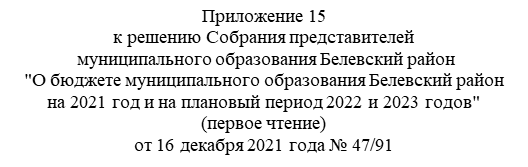 Приложение 15
к решению Собрания представителей
муниципального образования Белевский район
"О бюджете муниципального образования Белевский район
на 2021 год и на плановый период 2022 и 2023 годов"
(первое чтение)
от 16 декабря 2021 года № 47/91